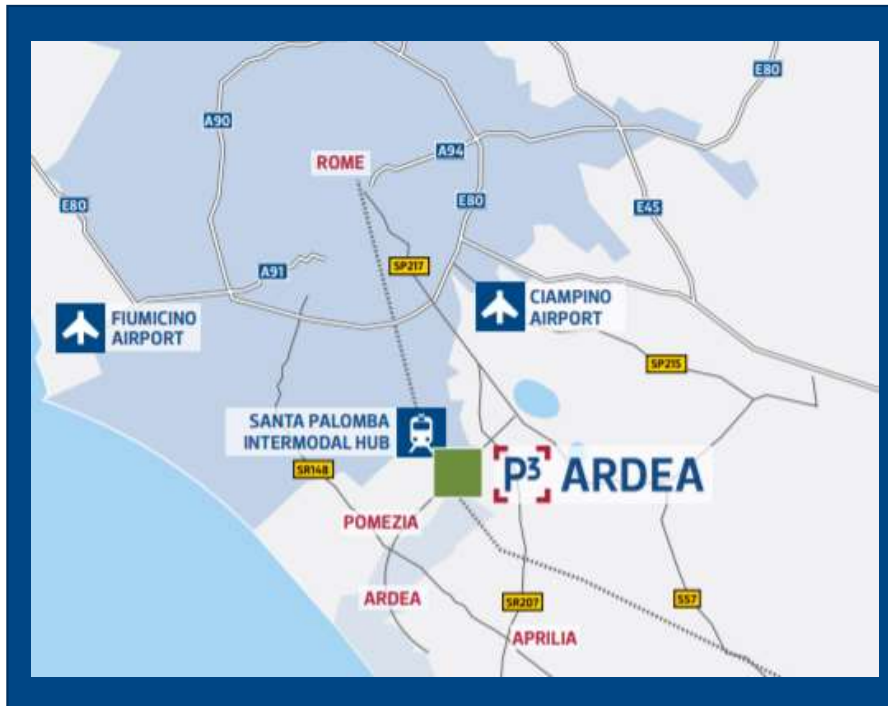 E80
A90
A94
ROME
E80
E80
E45
A91
SP217
FIUMICINO
AIRPORT
CIAMPINO
AIRPORT
SP215
SANTA PALOMBA
INTERMODAL HUB
SR148
P³ ARDEA
POMEZIA
ARDEA
SR207
SS7
APRILIA